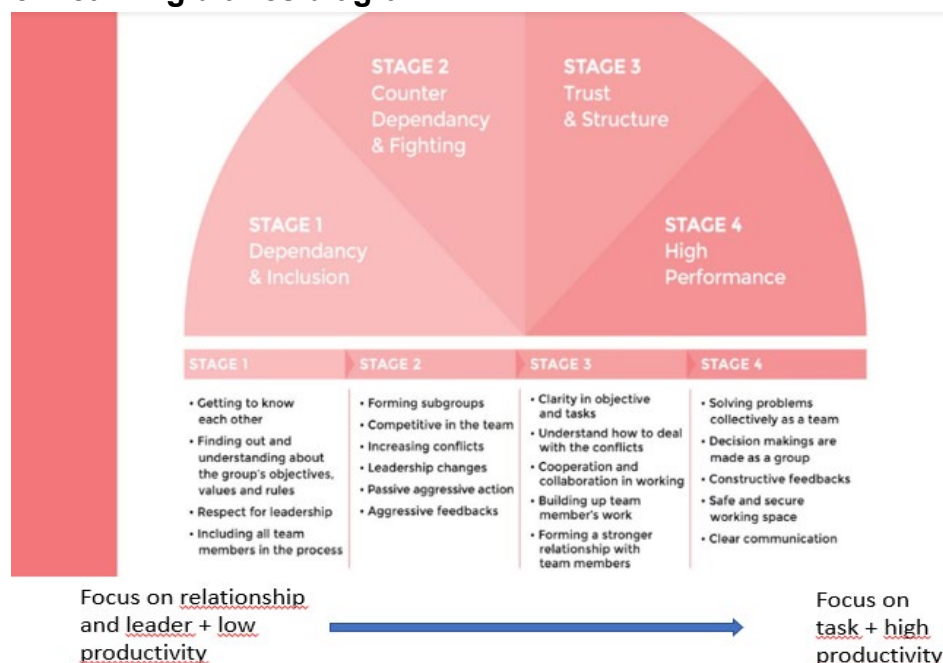 STAGE 2
Counter
Dependancy
& Fighting
STAGE 3
Trust
& Structure
STAGE 1
Dependancy
& Inclusion
STAGE 4
High
Performance
STAGE 1
• Getting to know
each other
• Finding out and
understanding about
the group's objectives,
values and rules
• Respect for leadership
• Including all team
members in the process
STAGE 2
• Forming subgroups
• Competitive in the team
• Increasing conflicts
• Leadership changes
• Passive aggressive action
• Aggressive feedbacks
STAGE 3
• Clarity in objective
and tasks
• Understand how to deal
with the conflicts
• Cooperation and
collaboration in working
• Building up team
member's work
• Forming a stronger
relationship with
team members
STAGE 4
• Solving problems
collectively as a team
• Decision makings are
made as a group
• Constructive feedbacks
• Safe and secure
working space
• Clear communication
Focus on relationship
and leader + low
productivity
Focus on
task + high
productivity